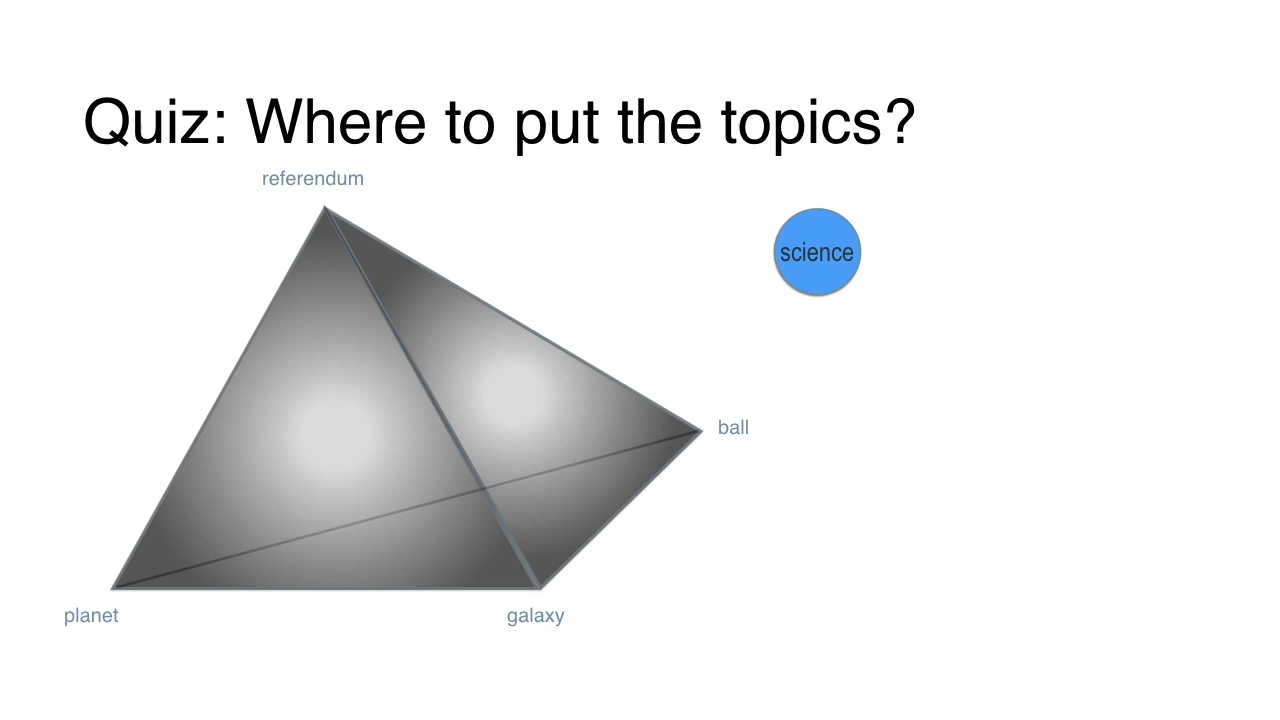 Quiz: Where to put the topics?
referendum
science
ball
planet
galaxy